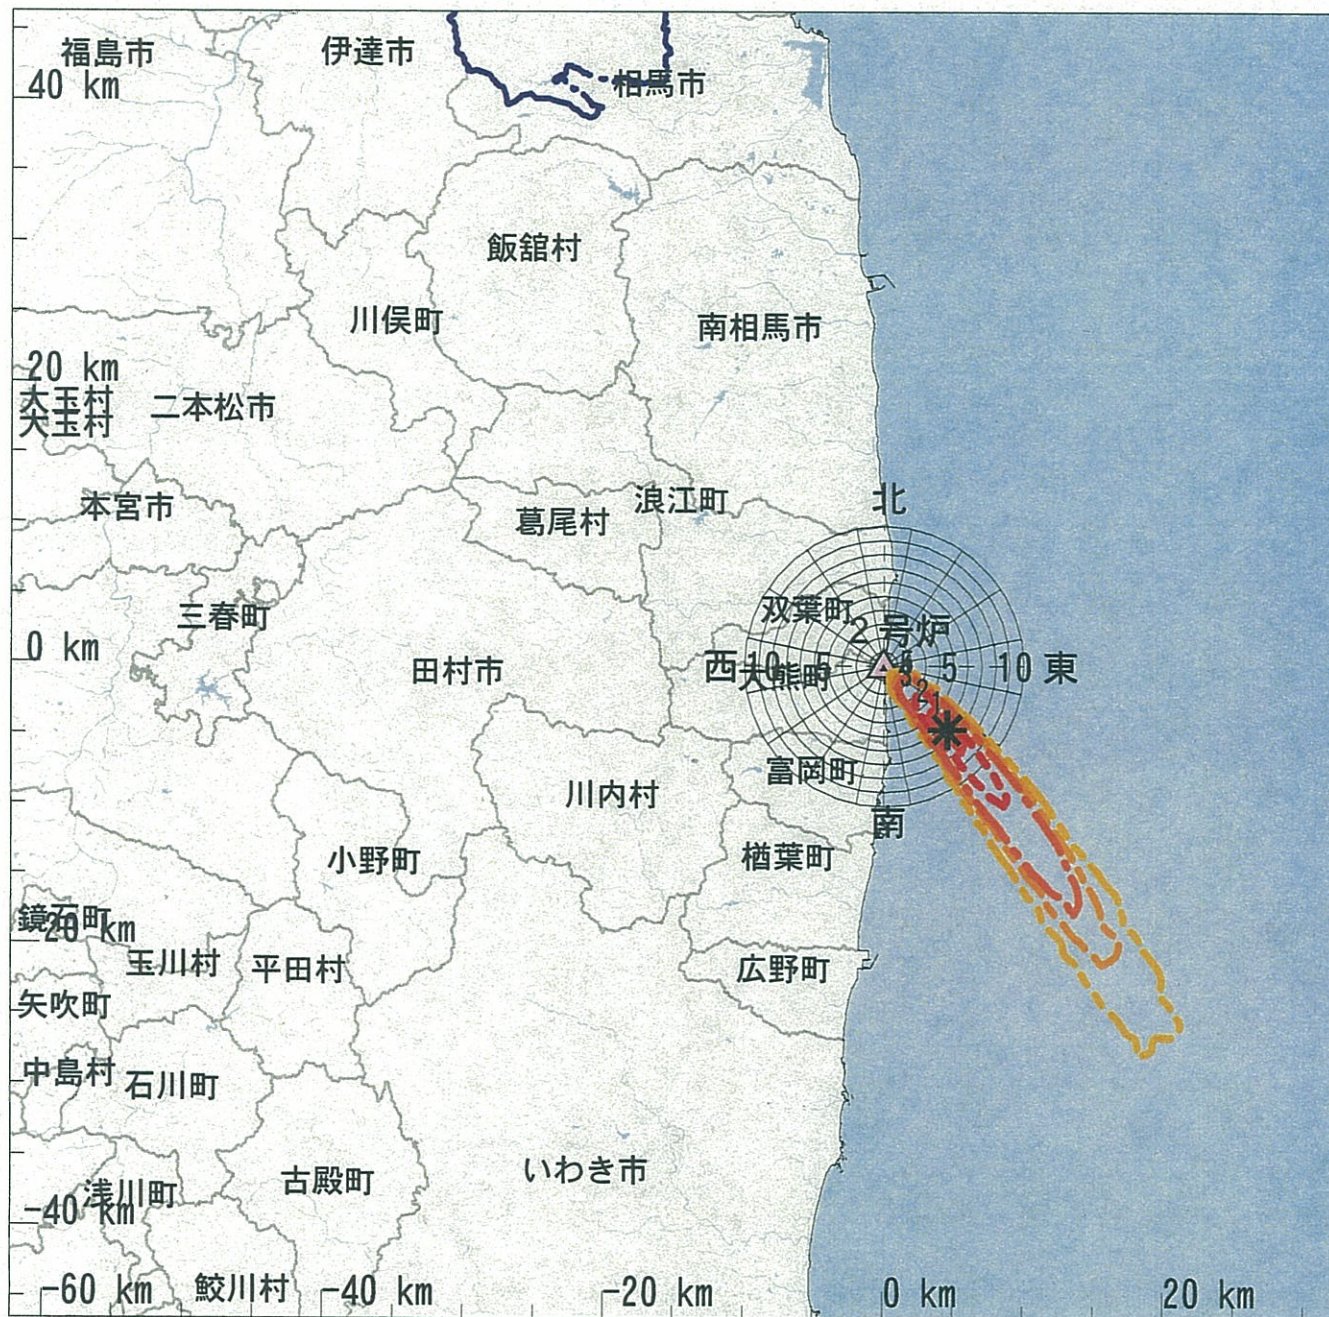 福島市
伊達市
相馬市
40 km
飯舘村
川俣町
南相馬市
20 km
大玉村
大玉村
二本松市
本宮市
葛尾村
浪江町
北
三春町
双葉町
2号炉
0 km
田村市
西 10 5
5 10 東
大熊町
2
1
富岡町
川内村
南
小野町
楢葉町
鏡石町
-20 km
玉川村
平田村
広野町
矢吹町
中島村
石川町
いわき市
浅川町
古殿町
-40 km
鮫川村
-60 km
-40 km
-20 km
0 km
20 km